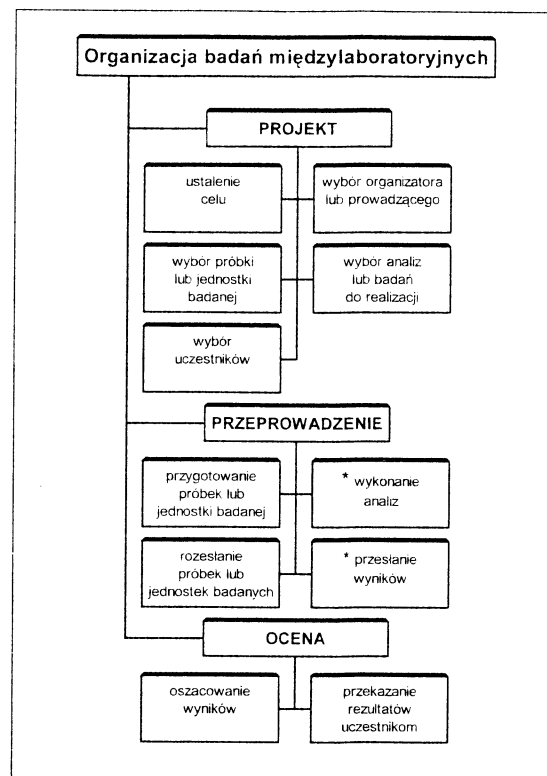 Organizacja badań międzylaboratoryjnych
PROJEKT
ustalenie
celu
wybór organizatora
lub prowadzącego
wybór próbki
lub jednostki
badanej
wybór analiz
lub badań
do realizacji
wybór
uczestników
PRZEPROWADZENIE
przygotowanie
próbek lub
jednostki badanej
* wykonanie
analiz
rozesłanie
próbek lub
jednostek badanych
* przesłanie
wyników
OCENA
oszacowanie
wyników
przekazanie
rezultatów
uczestnikom